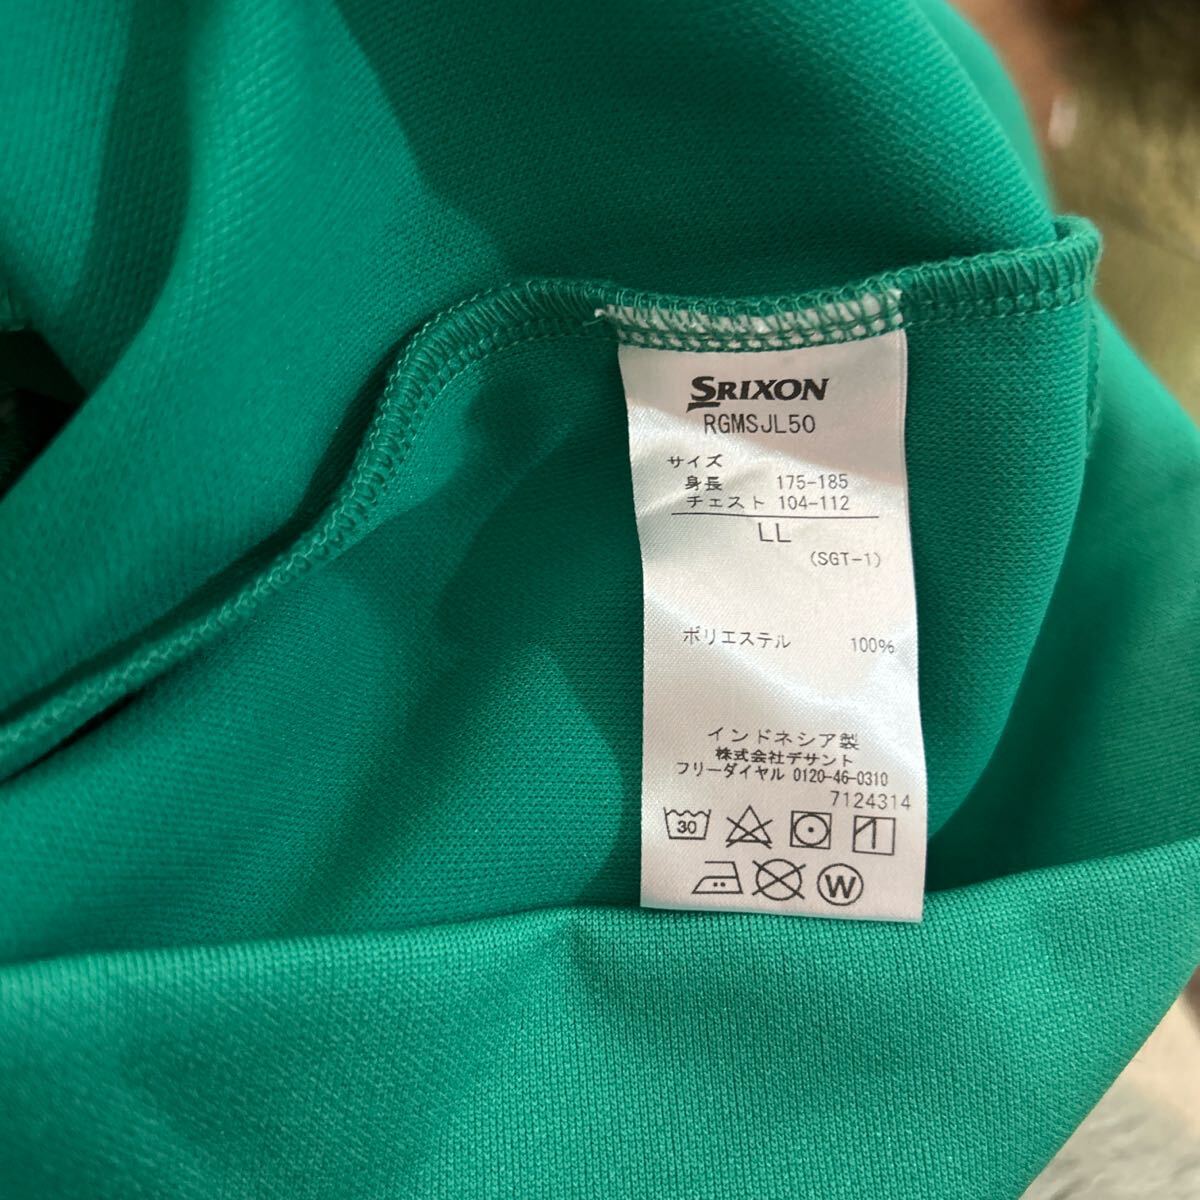 SRIXON
RGMSJL50
サイズ
身長 175-185
チェスト 104-112
LL
(SGT-1)
ポリエステル 100%
インドネシア製
株式会社デサント
フリーダイヤル 0120-46-0310
7124314
30
W